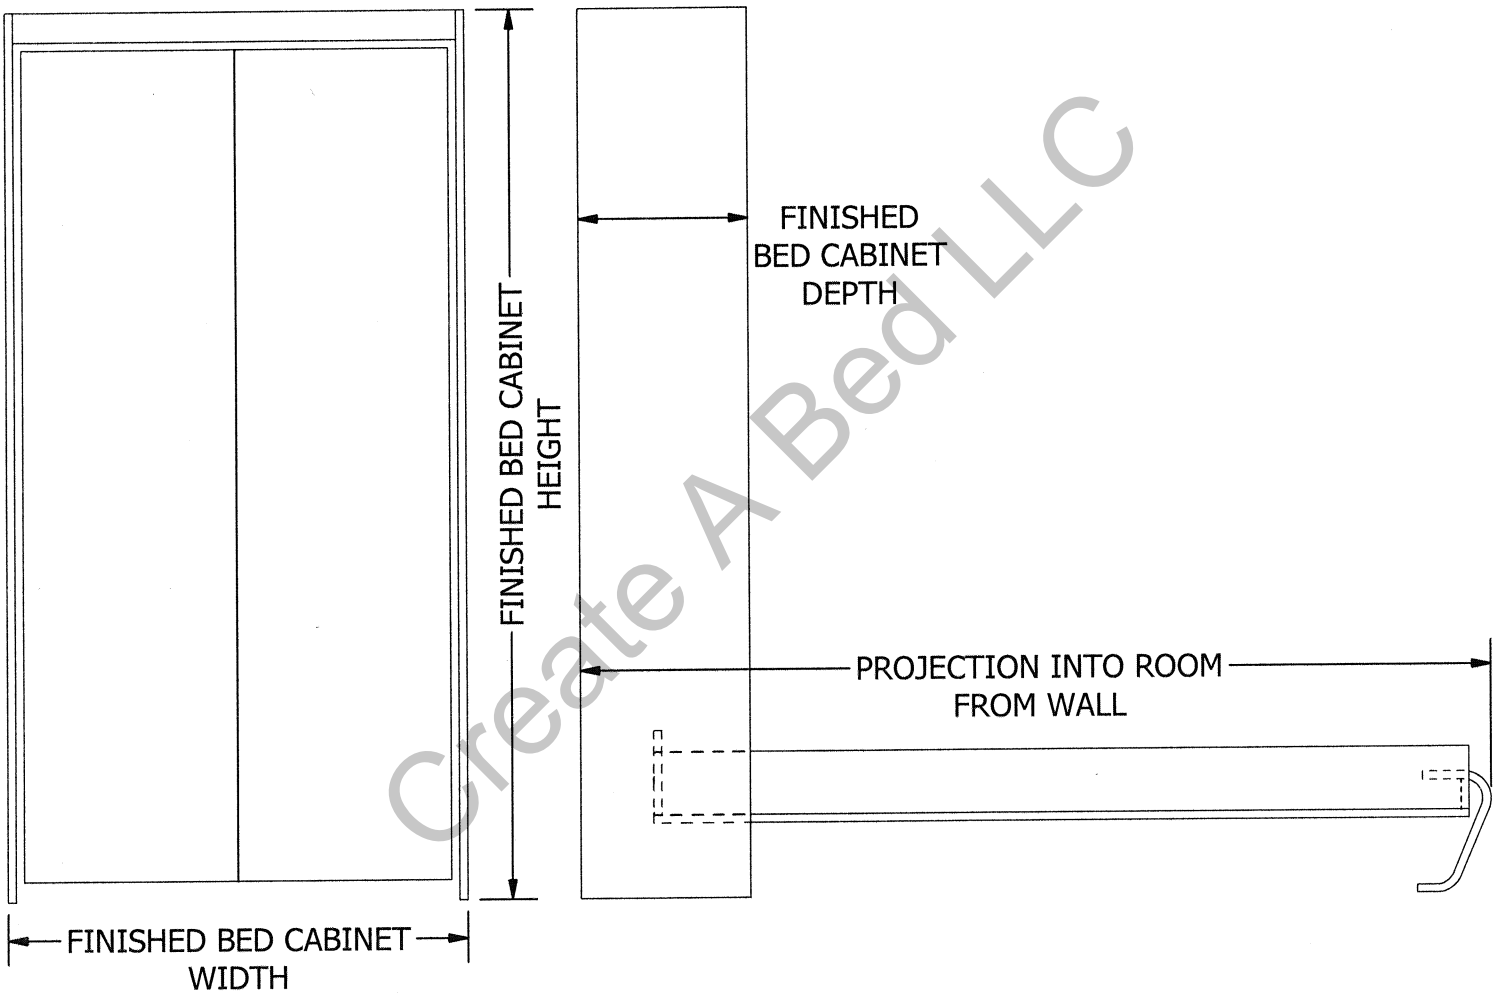 FINISHED
BED CABINET
DEPTH
FINISHED BED CABINET
HEIGHT
PROJECTION INTO ROOM
FROM WALL
FINISHED BED CABINET
WIDTH
Create A Bed LLC